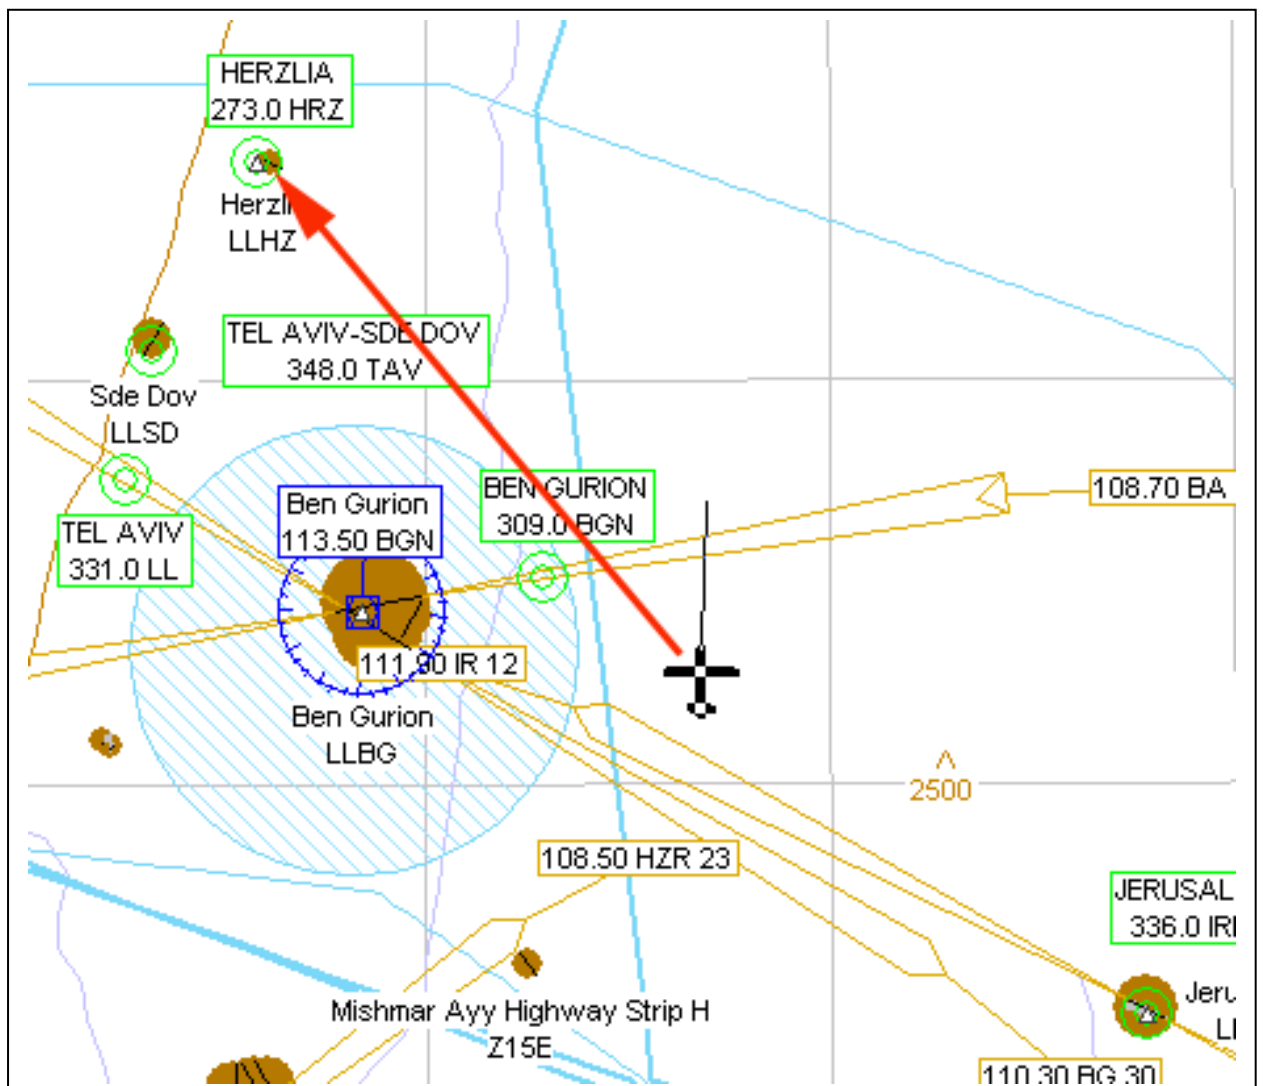 HERZLIA
273.0 HRZ
LLHZ
TEL AVIV-SDE DOV
348.0 TAV
Sde Dov
LLSD
BEN GURION
309.0 BGN
108.70 BA
Ben Gurion
113.50 BGN
TEL AVIV
331.0 LL
111.90 IR 12
Ben Gurion
LLBG
2500
108.50 HZR 23
JERUSAL
336.0 IR
Jeru
Mishmar Ayy Highway Strip H
Z15E
110.30 BG 30